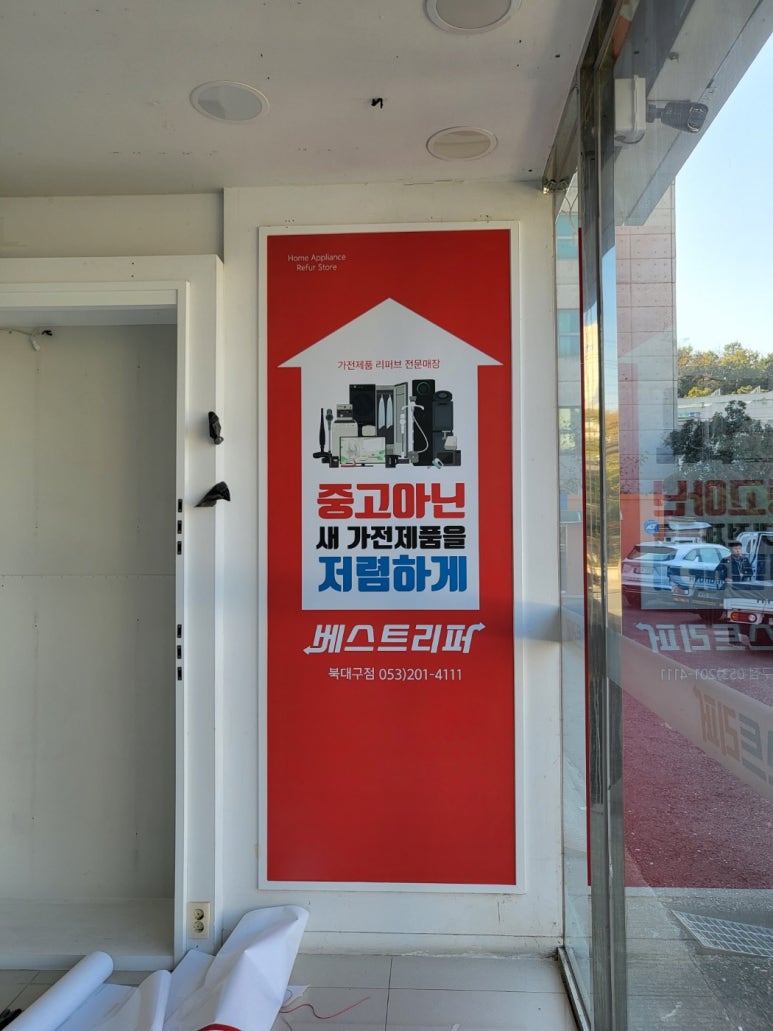 Home Appliance
Refur Store
가전제품 리퍼브 전문매장
중고아닌
새 가전제품을
저렴하게
베스트리퍼
북대구점 053)201-4111